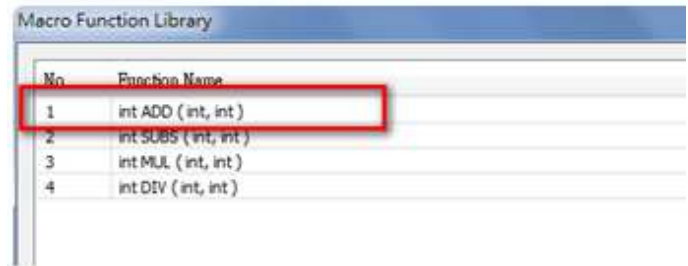 Macro Function Library
No. Function Name
1 int ADD ( int, int )
2 int SUBS ( int, int )
3 int MUL ( int, int )
4 int DIV ( int, int )